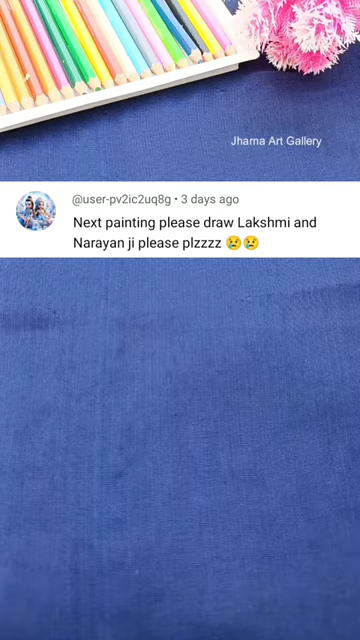 Jharna Art Gallery
@user-pv2ic2uq8g • 3 days ago
Next painting please draw Lakshmi and
Narayan ji please plzzzz 😢😢